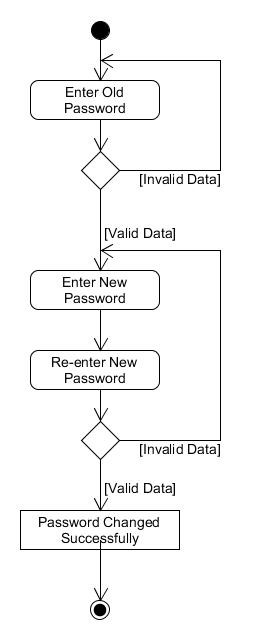 Enter Old
Password
[Invalid Data]
[Valid Data]
Enter New
Password
Re-enter New
Password
[Invalid Data]
[Valid Data]
Password Changed
Successfully